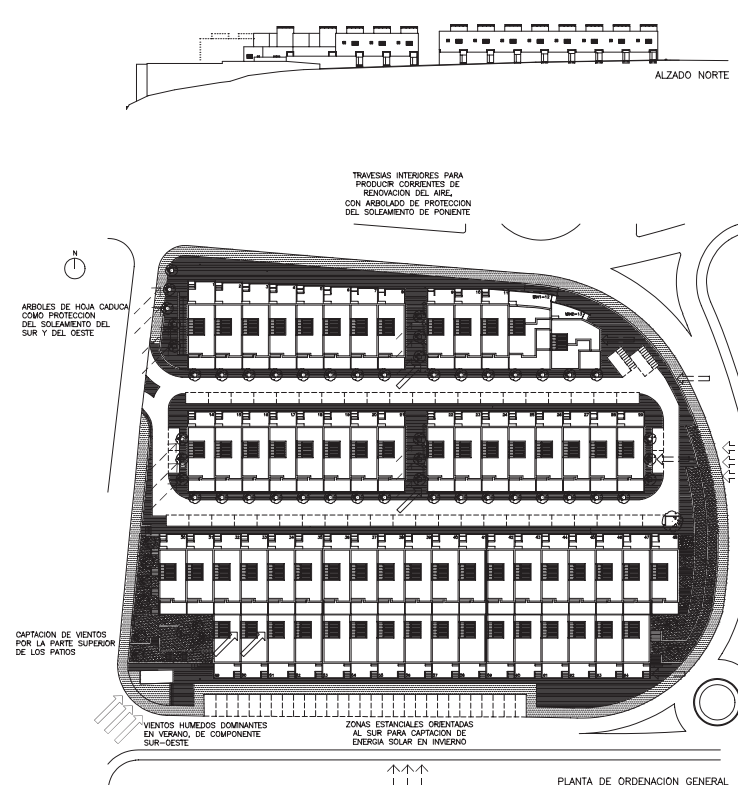 ALZADO NORTE
TRAVESIAS INTERIORES PARA
PRODUCIR CORRIENTES DE
RENOVACION DEL AIRE,
CON ARBOLADO DE PROTECCION
DEL SOLEAMIENTO DE PONIENTE
N
ARBOLES DE HOJA CADUCA
COMO PROTECCION
DEL SOLEAMIENTO DEL
SUR Y DEL OESTE
CAPTACION DE VIENTOS
POR LA PARTE SUPERIOR
DE LOS PATIOS
VIENTOS HUMEDOS DOMINANTES
EN VERANO, DE COMPONENTE
SUR-OESTE
ZONAS ESTANCIALES ORIENTADAS
AL SUR PARA CAPTACION DE
ENERGIA SOLAR EN INVIERNO
PLANTA DE ORDENACION GENERAL